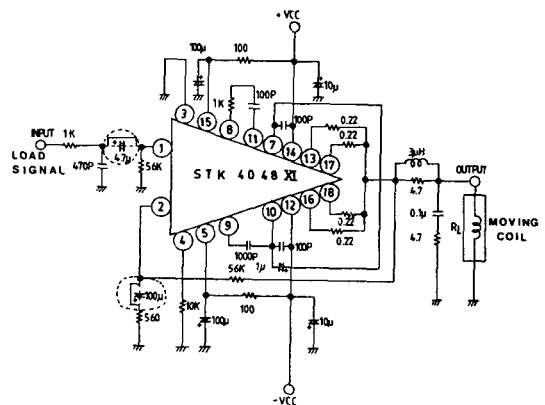 +VCC
100µ
100
10µ
3
15
1K
8
100P
11
7
100P
14
13
0.22
0.22
17
3µH
INPUT
1K
LOAD
SIGNAL
470P
4.7µ
56K
1
STK 4048 XI
OUTPUT
4.7
0.1µ
4.7
RL
MOVING
COIL
2
4
5
9
10
12
16
18
0.22
0.22
1000P
1µ
100P
56K
100µ
560
10K
100µ
100
10µ
-VCC